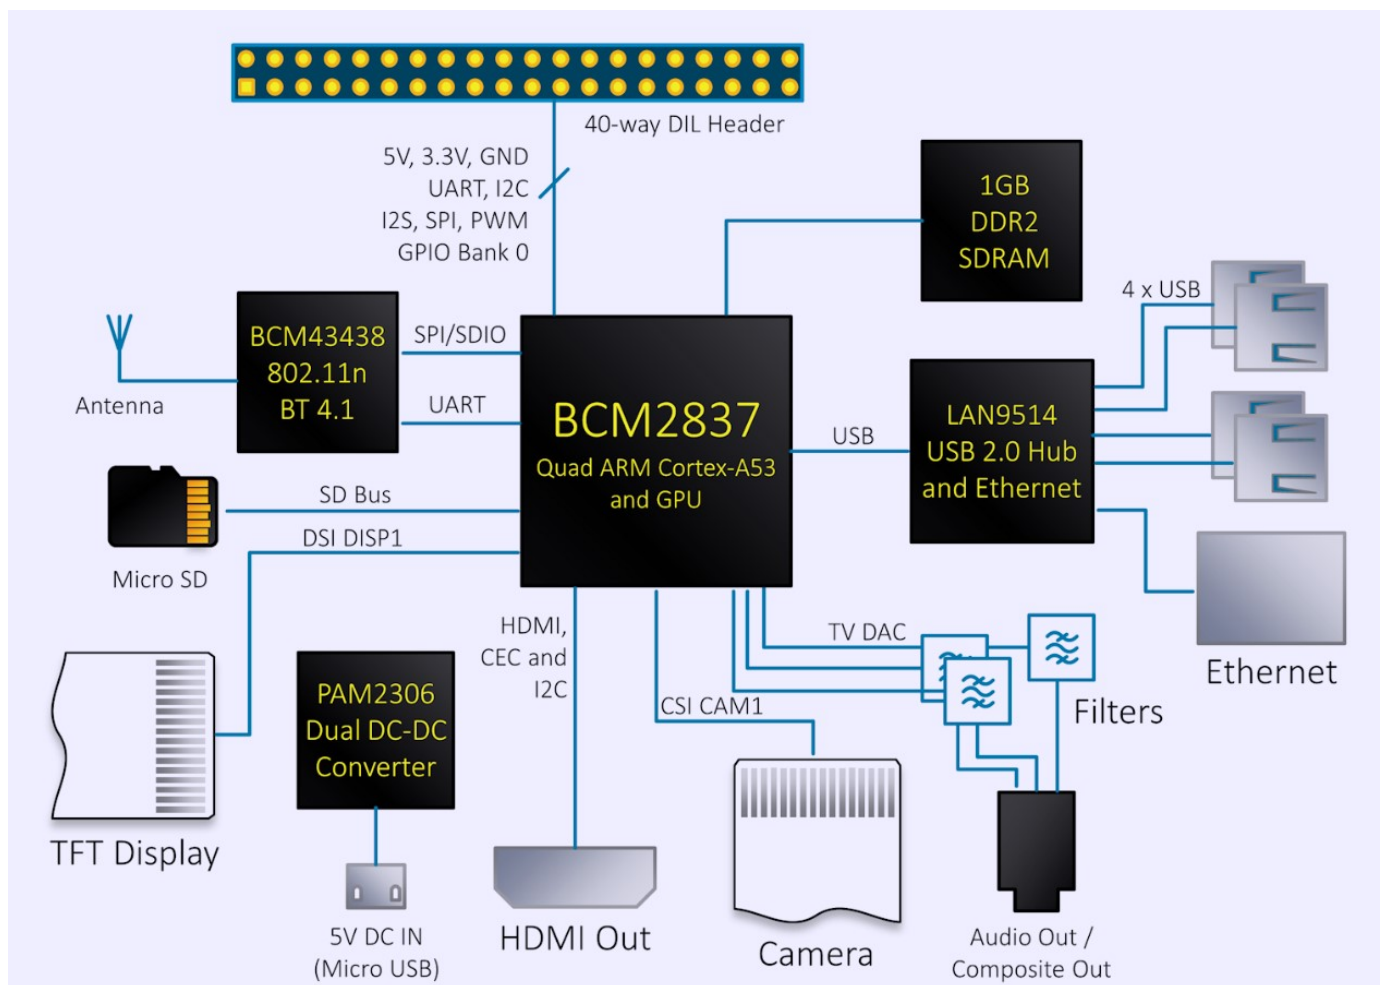 40-way DIL Header
5V, 3.3V, GND
UART, I2C
I2S, SPI, PWM
GPIO Bank 0
1GB
DDR2
SDRAM
4 x USB
BCM43438
802.11n
BT 4.1
SPI/SDIO
UART
Antenna
BCM2837
Quad ARM Cortex-A53
and GPU
USB
LAN9514
USB 2.0 Hub
and Ethernet
SD Bus
DSI DISP1
Micro SD
HDMI,
CEC and
I2C
TV DAC
CSI CAM1
Filters
Ethernet
PAM2306
Dual DC-DC
Converter
TFT Display
5V DC IN
(Micro USB)
HDMI Out
Camera
Audio Out /
Composite Out